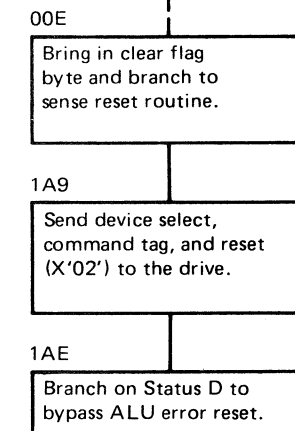 00E
Bring in clear flag
byte and branch to
sense reset routine.
1A9
Send device select,
command tag, and reset
(X'02') to the drive.
1AE
Branch on Status D to
bypass ALU error reset.